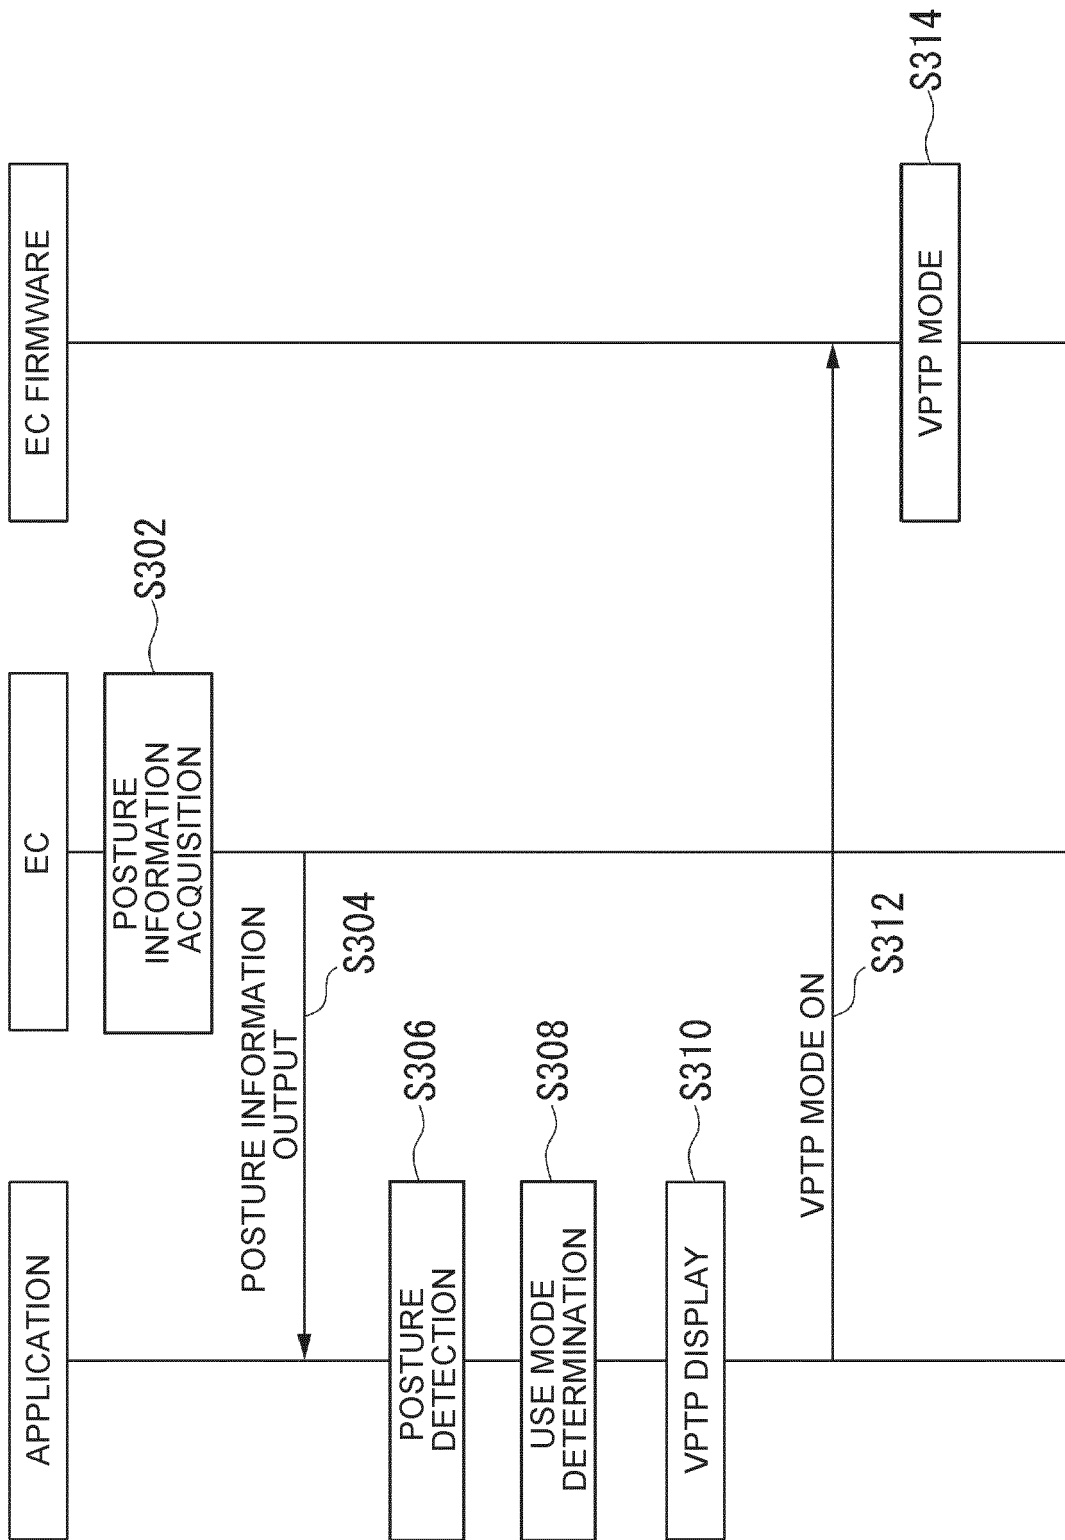 APPLICATION
EC
EC FIRMWARE
POSTURE
INFORMATION
ACQUISITION
S302
POSTURE INFORMATION
OUTPUT
S304
POSTURE
DETECTION
S306
USE MODE
DETERMINATION
S308
VPTP DISPLAY
S310
VPTP MODE ON
S312
VPTP MODE
S314